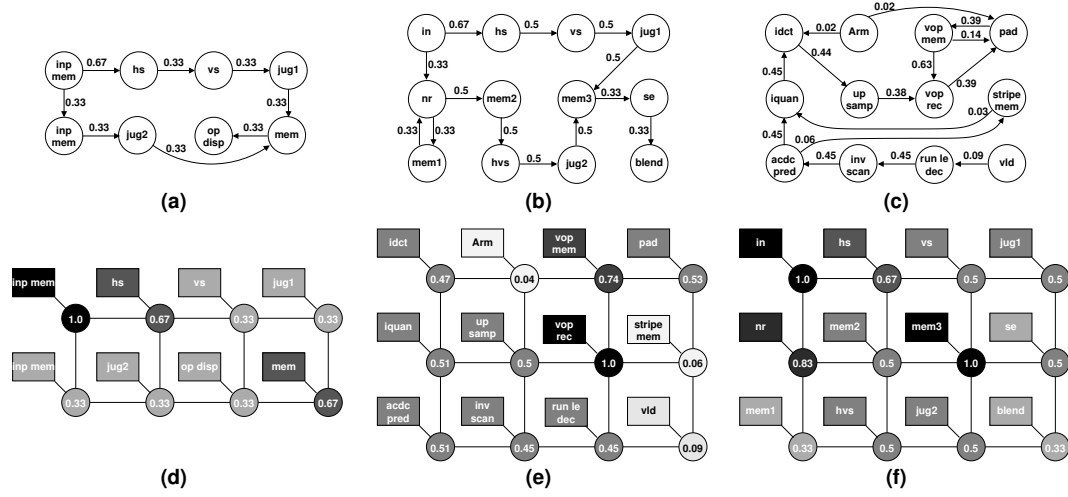 inp
mem
0.67
hs
0.33
vs
0.33
jug1
0.33
0.33
inp
mem
0.33
jug2
0.33
op
disp
0.33
mem
(a)
in
0.67
hs
0.5
vs
0.5
jug1
0.33
0.5
nr
0.5
mem2
mem3
0.33
se
0.33
0.33
0.5
0.5
0.33
mem1
hvs
0.5
jug2
blend
(b)
idct
0.02
Arm
0.02
vop
mem
0.39
0.14
pad
0.44
0.45
0.63
0.39
iquan
up
samp
0.38
vop
rec
stripe
mem
0.03
0.45
0.06
acdc
pred
0.45
inv
scan
0.45
run le
dec
0.09
vld
(c)
inp mem
hs
vs
jug1
1.0
0.67
0.33
0.33
inp mem
jug2
op disp
mem
0.33
0.33
0.33
0.67
(d)
idct
Arm
vop
mem
pad
0.47
0.04
0.74
0.53
iquan
up
samp
vop
rec
stripe
mem
0.51
0.5
1.0
0.06
acdc
pred
inv
scan
run le
dec
vld
0.51
0.45
0.45
0.09
(e)
in
hs
vs
jug1
1.0
0.67
0.5
0.5
nr
mem2
mem3
se
0.83
0.5
1.0
0.5
mem1
hvs
jug2
blend
0.33
0.5
0.5
0.33
(f)